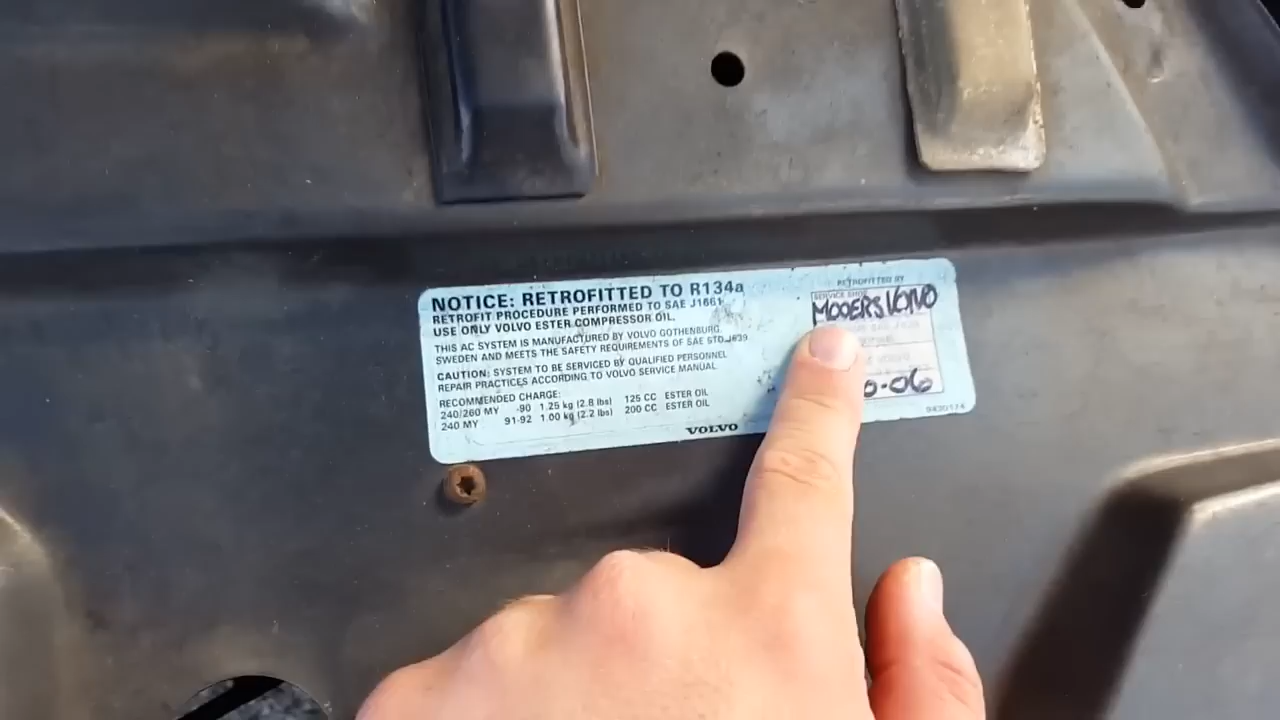 NOTICE: RETROFITTED TO R134a
RETROFIT PROCEDURE PERFORMED TO SAE J1661
USE ONLY VOLVO ESTER COMPRESSOR OIL.
THIS AC SYSTEM IS MANUFACTURED BY VOLVO GOTHENBURG
SWEDEN AND MEETS THE SAFETY REQUIREMENTS OF SAE STD J639
CAUTION: SYSTEM TO BE SERVICED BY QUALIFIED PERSONNEL
REPAIR PRACTICES ACCORDING TO VOLVO SERVICE MANUAL
RECOMMENDED CHARGE:
240/260 MY -90 1.25 kg (2.8 lbs) 125 CC ESTER OIL
240 MY 91-92 1.00 kg (2.2 lbs) 200 CC ESTER OIL
VOLVO
RETROFITTED BY
SERVICE SHOP
MOOERS VOLVO
0-06